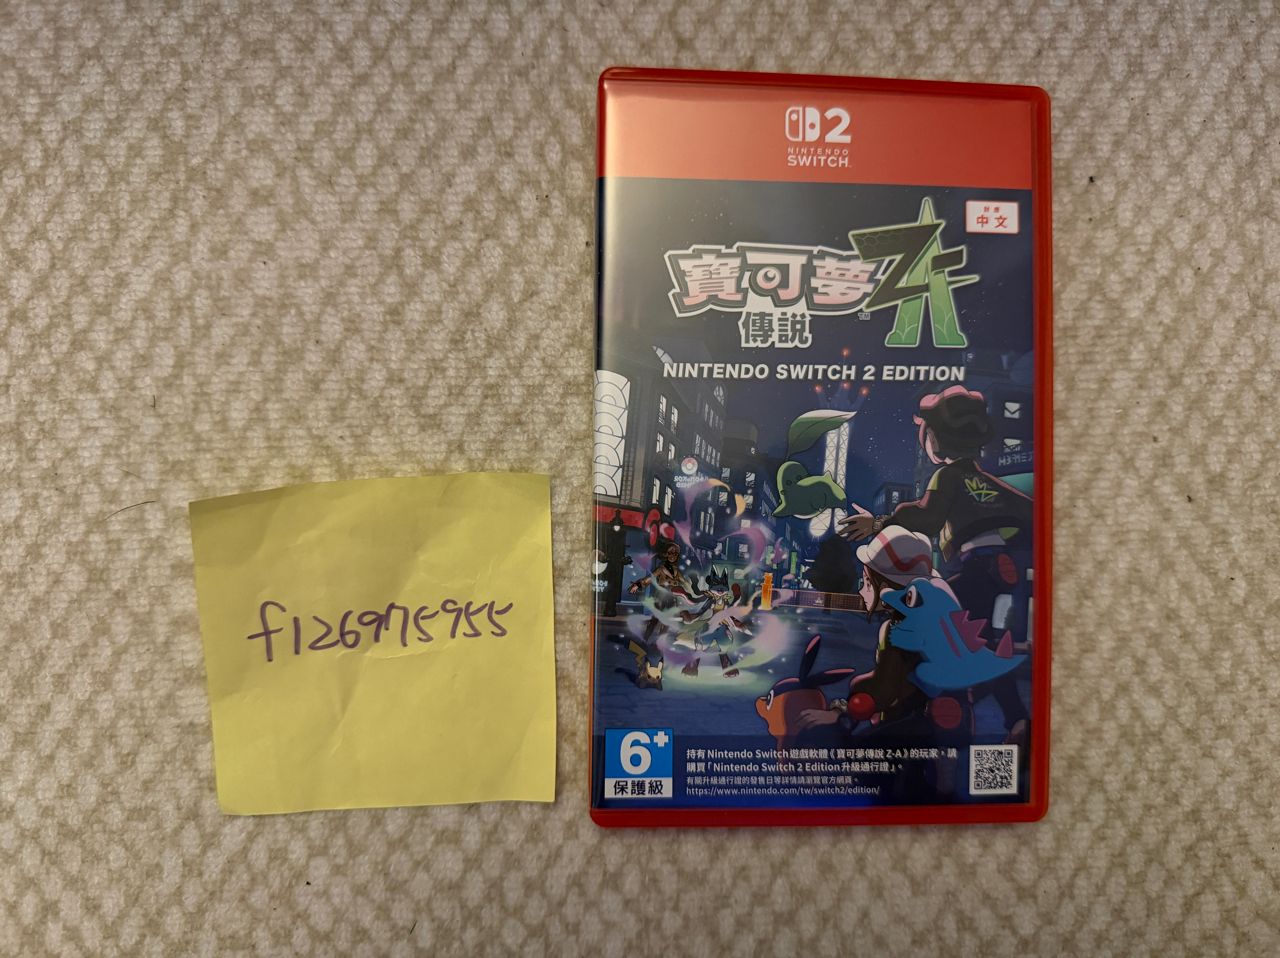 f126975955
2
NINTENDO
SWITCH
對應
中文
寶可夢
傳說
Z-A
TM
NINTENDO SWITCH 2 EDITION
6+
保護級
持有Nintendo Switch遊戲軟體《寶可夢傳說 Z-A》的玩家，請
購買「Nintendo Switch 2 Edition升級通行證」。
有關升級通行證的發售日等詳情請瀏覽官方網頁。
https://www.nintendo.com/tw/switch2/edition/